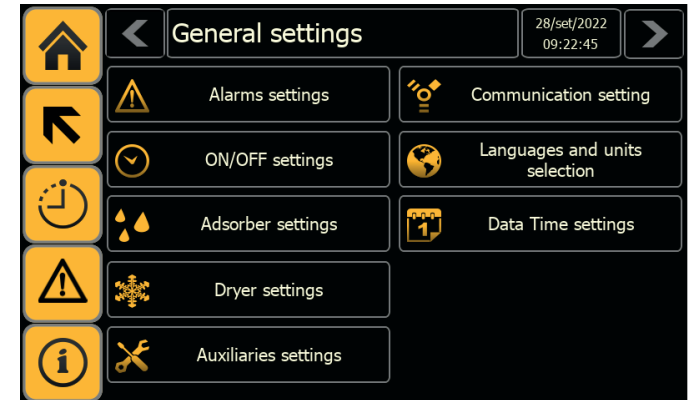 General settings
28/set/2022
09:22:45
Alarms settings
Communication setting
ON/OFF settings
Languages and units
selection
Adsorber settings
1
Data Time settings
Dryer settings
Auxiliaries settings
i